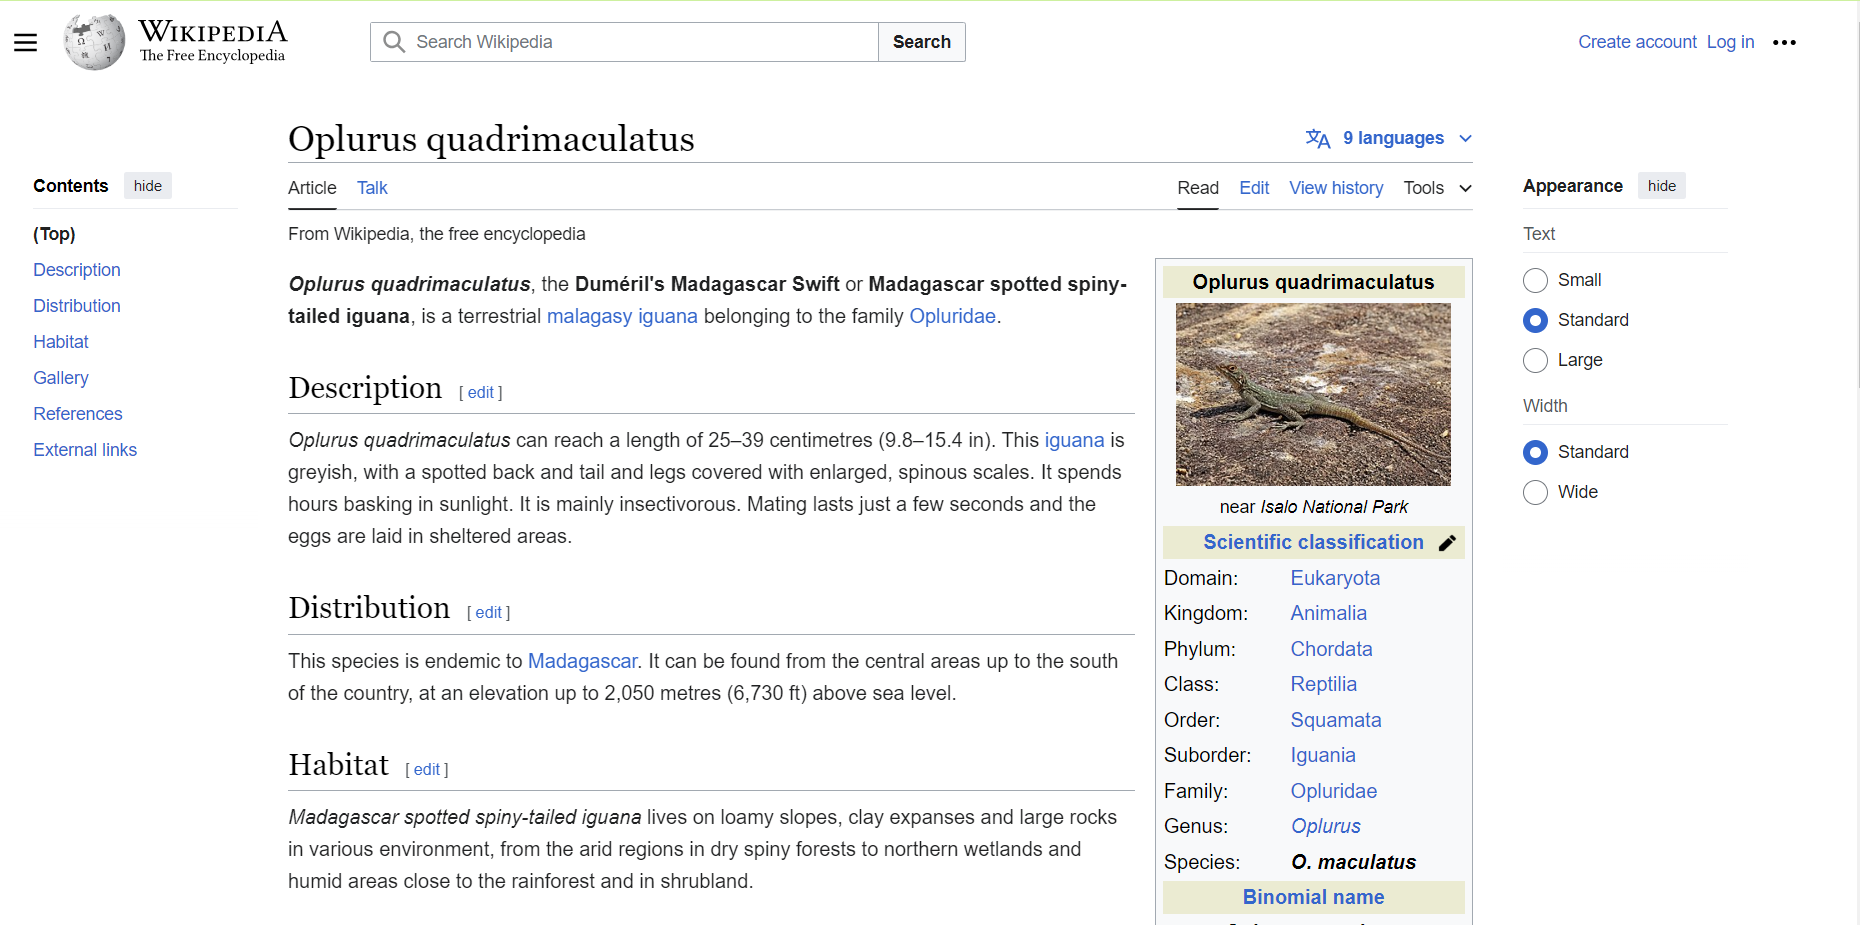 WIKIPEDIA
The Free Encyclopedia
Search Wikipedia
Search
Create account Log in
Contents hide
(Top)
Description
Distribution
Habitat
Gallery
References
External links
Oplurus quadrimaculatus
9 languages
Article Talk
Read Edit View history Tools
From Wikipedia, the free encyclopedia
Oplurus quadrimaculatus, the Duméril's Madagascar Swift or Madagascar spotted spiny-
tailed iguana, is a terrestrial malagasy iguana belonging to the family Opluridae.
Description [ edit ]
Oplurus quadrimaculatus can reach a length of 25–39 centimetres (9.8–15.4 in). This iguana is
greyish, with a spotted back and tail and legs covered with enlarged, spinous scales. It spends
hours basking in sunlight. It is mainly insectivorous. Mating lasts just a few seconds and the
eggs are laid in sheltered areas.
Distribution [ edit ]
This species is endemic to Madagascar. It can be found from the central areas up to the south
of the country, at an elevation up to 2,050 metres (6,730 ft) above sea level.
Habitat [ edit ]
Madagascar spotted spiny-tailed iguana lives on loamy slopes, clay expanses and large rocks
in various environment, from the arid regions in dry spiny forests to northern wetlands and
humid areas close to the rainforest and in shrubland.
Oplurus quadrimaculatus
near Isalo National Park
Scientific classification
Domain: Eukaryota
Kingdom: Animalia
Phylum: Chordata
Class: Reptilia
Order: Squamata
Suborder: Iguania
Family: Opluridae
Genus: Oplurus
Species: O. maculatus
Binomial name
Appearance hide
Text
Small
Standard
Large
Width
Standard
Wide